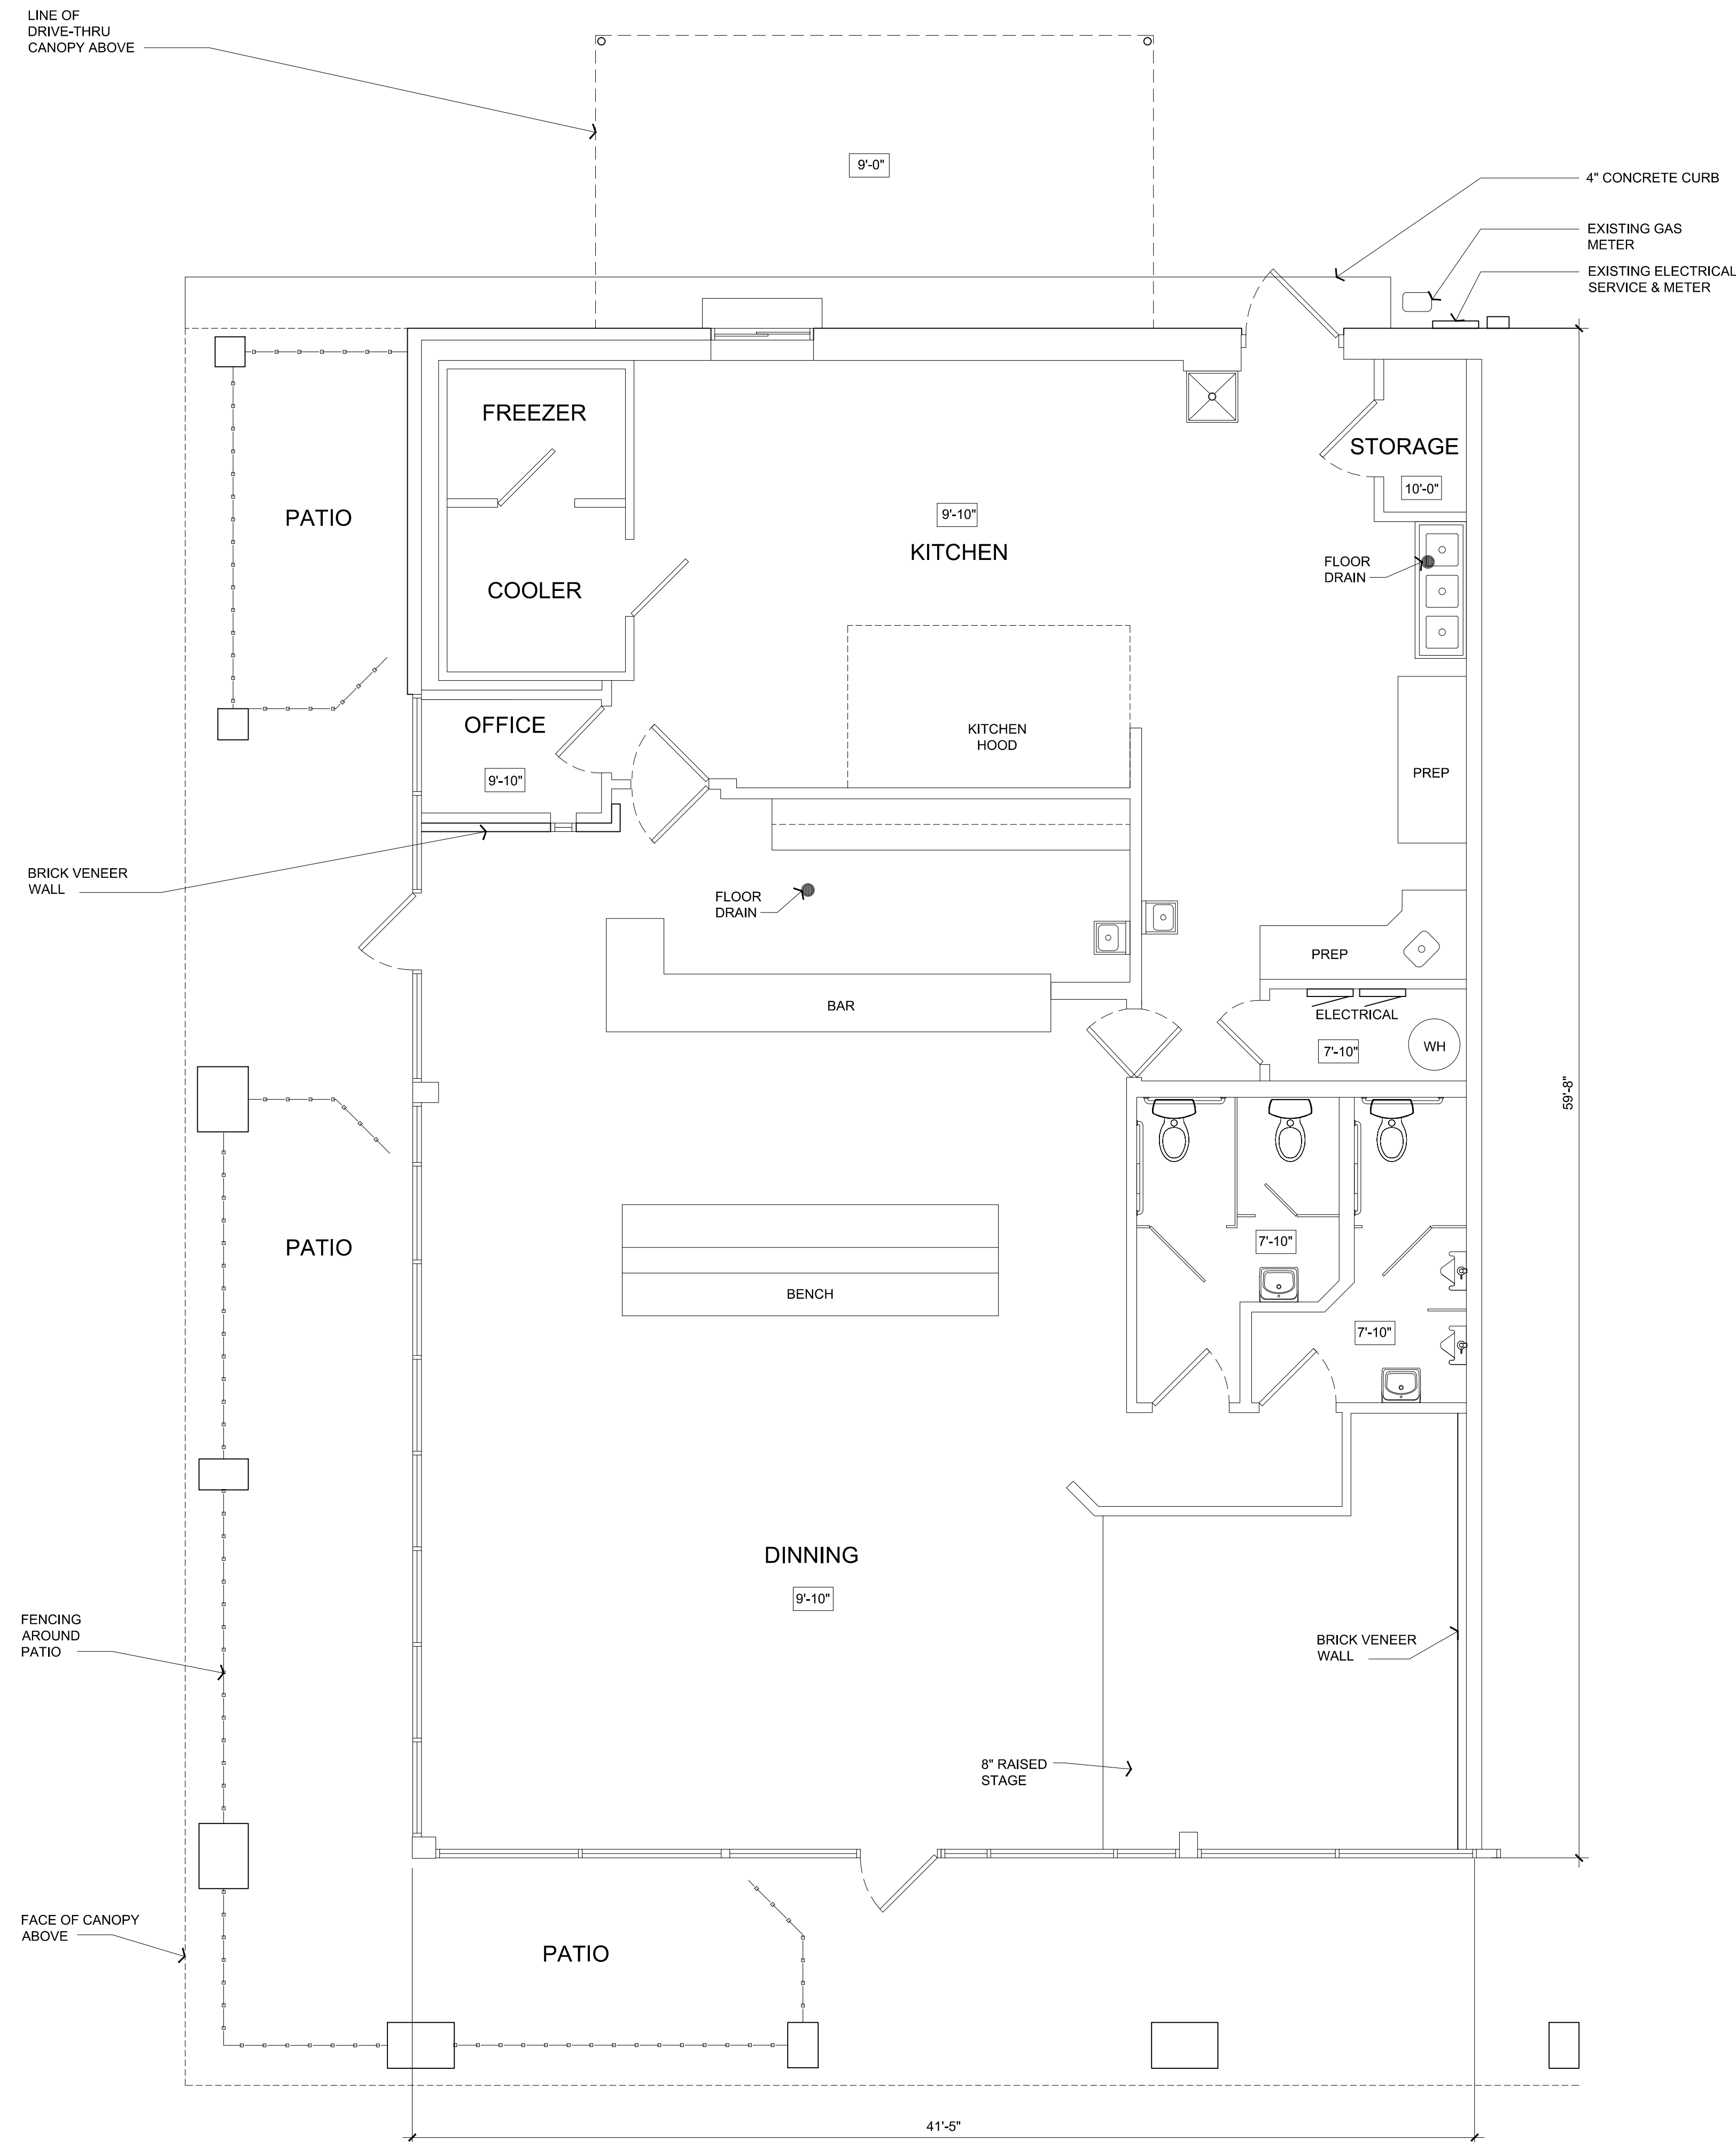 LINE OF
DRIVE-THRU
CANOPY ABOVE
9'-0"
4" CONCRETE CURB
EXISTING GAS
METER
EXISTING ELECTRICAL
SERVICE & METER
FREEZER
STORAGE
10'-0"
PATIO
9'-10"
KITCHEN
FLOOR
DRAIN
COOLER
OFFICE
9'-10"
KITCHEN
HOOD
PREP
BRICK VENEER
WALL
FLOOR
DRAIN
PREP
BAR
ELECTRICAL
7'-10"
WH
59'-8"
PATIO
7'-10"
BENCH
7'-10"
DINNING
9'-10"
FENCING
AROUND
PATIO
BRICK VENEER
WALL
8" RAISED
STAGE
FACE OF CANOPY
ABOVE
PATIO
41'-5"